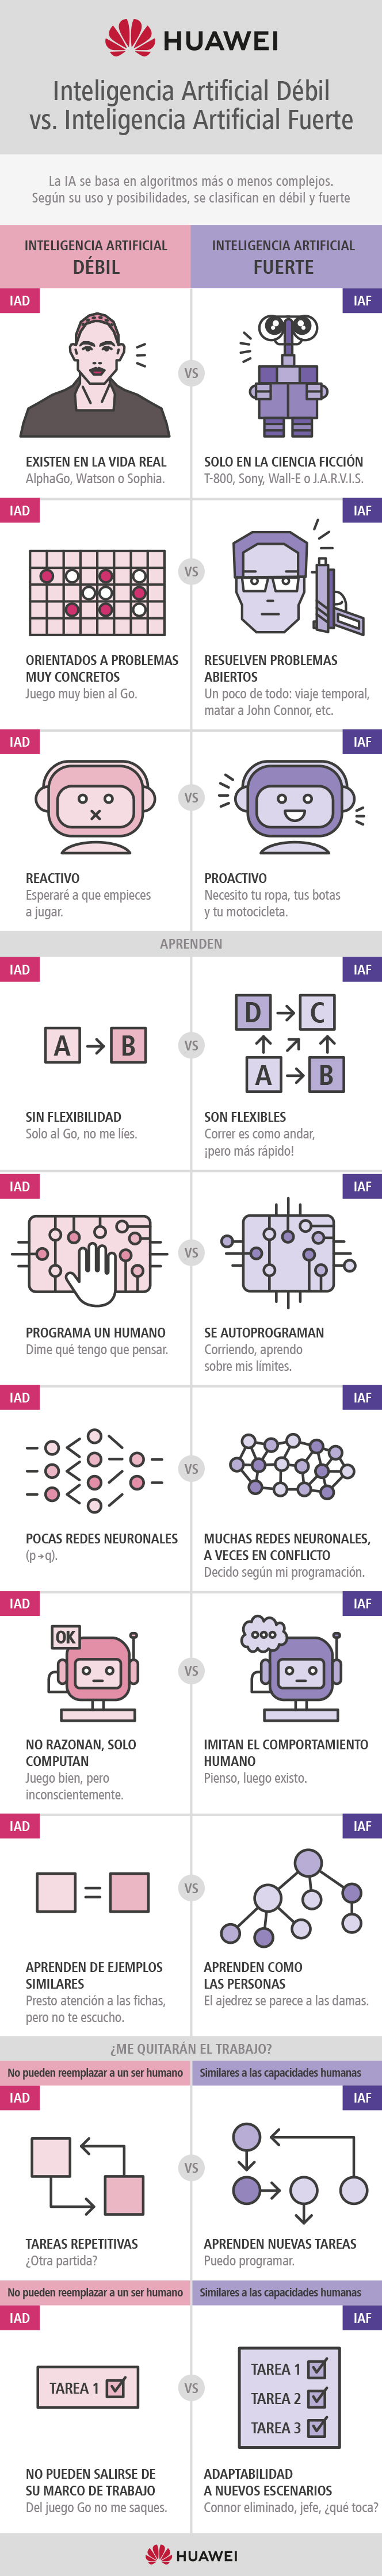 HUAWEI
Inteligencia Artificial Débil
vs. Inteligencia Artificial Fuerte
La IA se basa en algoritmos más o menos complejos.
Según su uso y posibilidades, se clasifican en débil y fuerte
INTELIGENCIA ARTIFICIAL
DÉBIL
INTELIGENCIA ARTIFICIAL
FUERTE
IAD
IAF
VS
EXISTEN EN LA VIDA REAL
AlphaGo, Watson o Sophia.
SOLO EN LA CIENCIA FICCIÓN
T-800, Sony, Wall-E o J.A.R.V.I.S.
IAD
IAF
VS
ORIENTADOS A PROBLEMAS
MUY CONCRETOS
Juego muy bien al Go.
RESUELVEN PROBLEMAS
ABIERTOS
Un poco de todo: viaje temporal,
matar a John Connor, etc.
IAD
IAF
VS
REACTIVO
Esperaré a que empieces
a jugar.
PROACTIVO
Necesito tu ropa, tus botas
y tu motocicleta.
APRENDEN
IAD
IAF
A
B
VS
D
C
A
B
SIN FLEXIBILIDAD
Solo al Go, no me líes.
SON FLEXIBLES
Correr es como andar,
¡pero más rápido!
IAD
IAF
VS
PROGRAMA UN HUMANO
Dime qué tengo que pensar.
SE AUTOPROGRAMAN
Corriendo, aprendo
sobre mis límites.
IAD
IAF
VS
POCAS REDES NEURONALES
(p→q).
MUCHAS REDES NEURONALES,
A VECES EN CONFLICTO
Decido según mi programación.
IAD
IAF
OK
VS
NO RAZONAN, SOLO
COMPUTAN
Juego bien, pero
inconscientemente.
IMITAN EL COMPORTAMIENTO
HUMANO
Pienso, luego existo.
IAD
IAF
VS
APRENDEN DE EJEMPLOS
SIMILARES
Presto atención a las fichas,
pero no te escucho.
APRENDEN COMO
LAS PERSONAS
El ajedrez se parece a las damas.
¿ME QUITARÁN EL TRABAJO?
No pueden reemplazar a un ser humano
Similares a las capacidades humanas
IAD
IAF
VS
TAREAS REPETITIVAS
¿Otra partida?
APRENDEN NUEVAS TAREAS
Puedo programar.
No pueden reemplazar a un ser humano
Similares a las capacidades humanas
IAD
IAF
TAREA 1
VS
TAREA 1
TAREA 2
TAREA 3
NO PUEDEN SALIRSE DE
SU MARCO DE TRABAJO
Del juego Go no me saques.
ADAPTABILIDAD
A NUEVOS ESCENARIOS
Connor eliminado, jefe, ¿qué toca?
HUAWEI